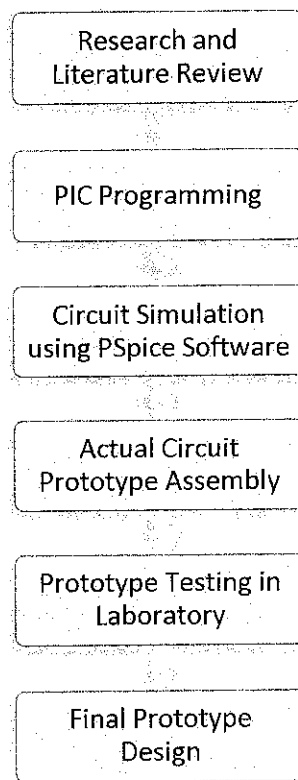 Research and
Literature Review
PIC Programming
Circuit Simulation
using PSpice Software
Actual Circuit
Prototype Assembly
Prototype Testing in
Laboratory
Final Prototype
Design